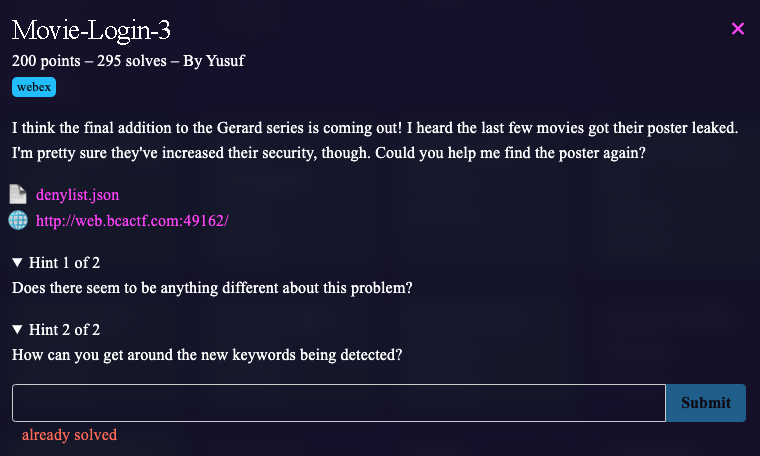 Movie-Login-3
×
200 points – 295 solves – By Yusuf
webex
I think the final addition to the Gerard series is coming out! I heard the last few movies got their poster leaked.
I'm pretty sure they've increased their security, though. Could you help me find the poster again?
denylist.json
http://web.bcactf.com:49162/
▼ Hint 1 of 2
Does there seem to be anything different about this problem?
▼ Hint 2 of 2
How can you get around the new keywords being detected?
Submit
already solved